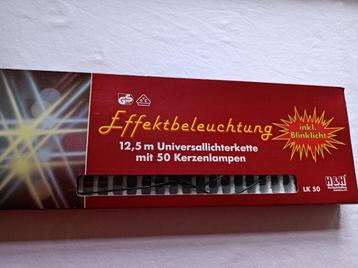 Effektbeleuchtung
inkl.
Blinklicht
12,5 m Universallichterkette
mit 50 Kerzenlampen
LK 50
H&H